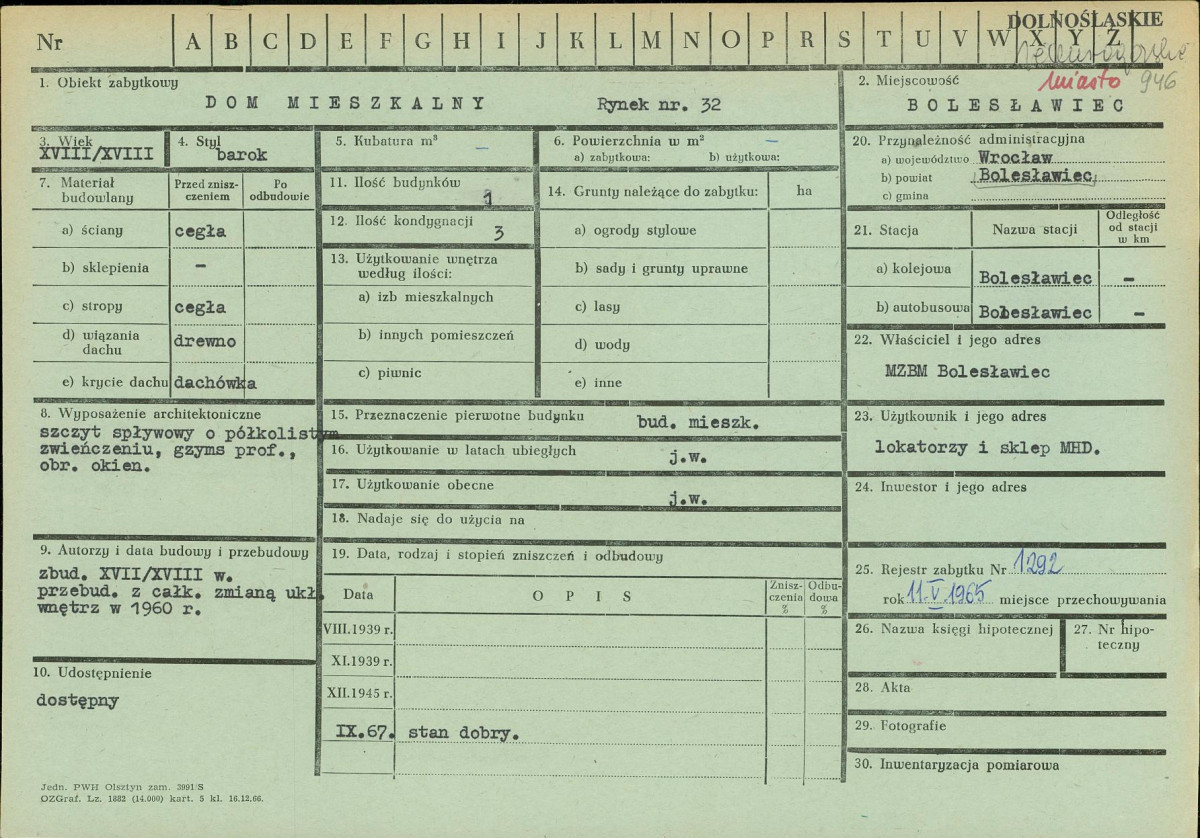 DOLNOŚLĄSKIE
Nr A B C D E F G H I J K L M N O P R S T U V W X Y Z
miasto 946
1. Obiekt zabytkowy
DOM MIESZKALNY Rynek nr. 32
2. Miejscowość
BOLESŁAWIEC
3. Wiek
XVIII/XVIII
4. Styl
barok
5. Kubatura m³ —
6. Powierzchnia w m² —
a) zabytkowa: b) użytkowa:
7. Materiał budowlany
Przed znisz-
czeniem
Po
odbudowie
a) ściany cegła
b) sklepienia –
c) stropy cegła
d) wiązania
dachu drewno
e) krycie dachu dachówka
8. Wyposażenie architektoniczne
szczyt spływowy o półkolistym
zwieńczeniu, gzyms prof.,
obr. okien.
9. Autorzy i data budowy i przebudowy
zbud. XVII/XVIII w.
przebud. z całk. zmianą ukł.
wnętrz w 1960 r.
10. Udostępnienie
dostępny
11. Ilość budynków
1
12. Ilość kondygnacji
3
13. Użytkowanie wnętrza
według ilości:
a) izb mieszkalnych
b) innych pomieszczeń
c) piwnic
14. Grunty należące do zabytku: ha
a) ogrody stylowe
b) sady i grunty uprawne
c) lasy
d) wody
e) inne
15. Przeznaczenie pierwotne budynku bud. mieszk.
16. Użytkowanie w latach ubiegłych j.w.
17. Użytkowanie obecne j.w.
18. Nadaje się do użycia na
19. Data, rodzaj i stopień zniszczeń i odbudowy
Data OPIS Znisz-
czenia
% Odbu-
dowa
%
VIII.1939 r.
XI.1939 r.
XII.1945 r.
IX.67. stan dobry.
20. Przynależność administracyjna
a) województwo Wrocław
b) powiat Bolesławiec
c) gmina
21. Stacja Nazwa stacji Odległość
od stacji
w km
a) kolejowa Bolesławiec –
b) autobusowa Bolesławiec –
22. Właściciel i jego adres
MZBM Bolesławiec
23. Użytkownik i jego adres
lokatorzy i sklep MHD.
24. Inwestor i jego adres
25. Rejestr zabytku Nr 1292
rok 11.V.1965 miejsce przechowywania
26. Nazwa księgi hipotecznej
27. Nr hipo-
teczny
28. Akta
29. Fotografie
30. Inwentaryzacja pomiarowa
Jedn. PWH Olsztyn zam. 3991/S
OZGraf. Lz. 1882 (14.000) kart. 5 kl. 16.12.66.